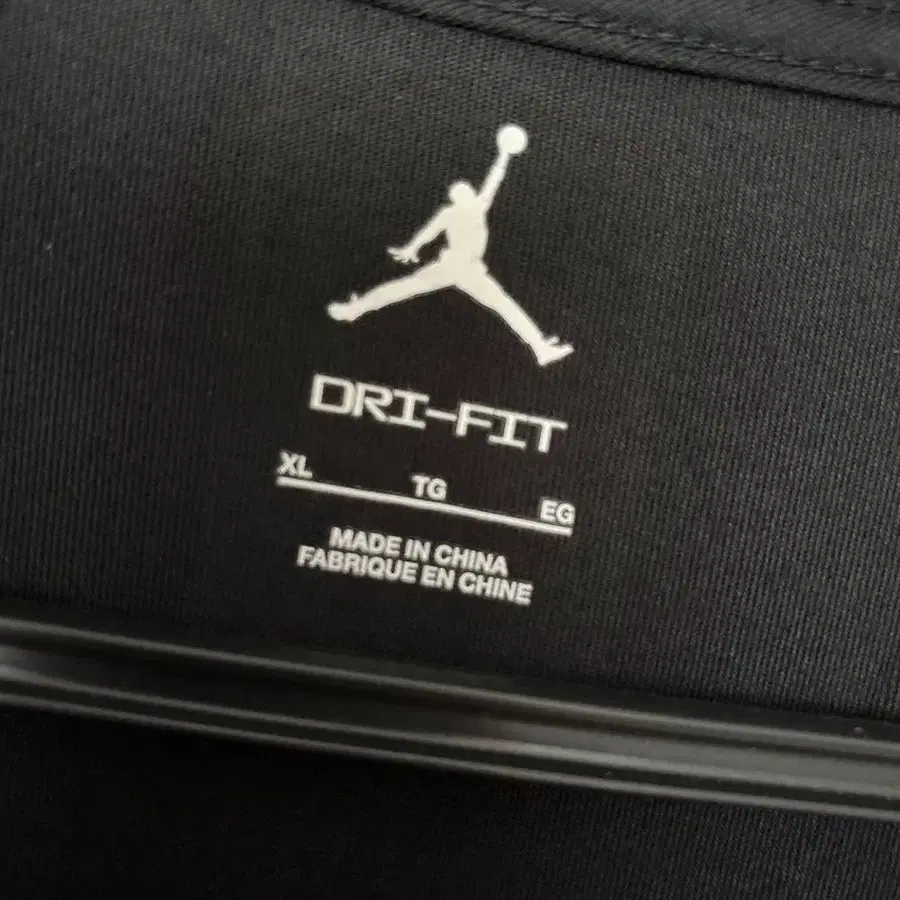 DRI-FIT
XL TG EG
MADE IN CHINA
FABRIQUE EN CHINE